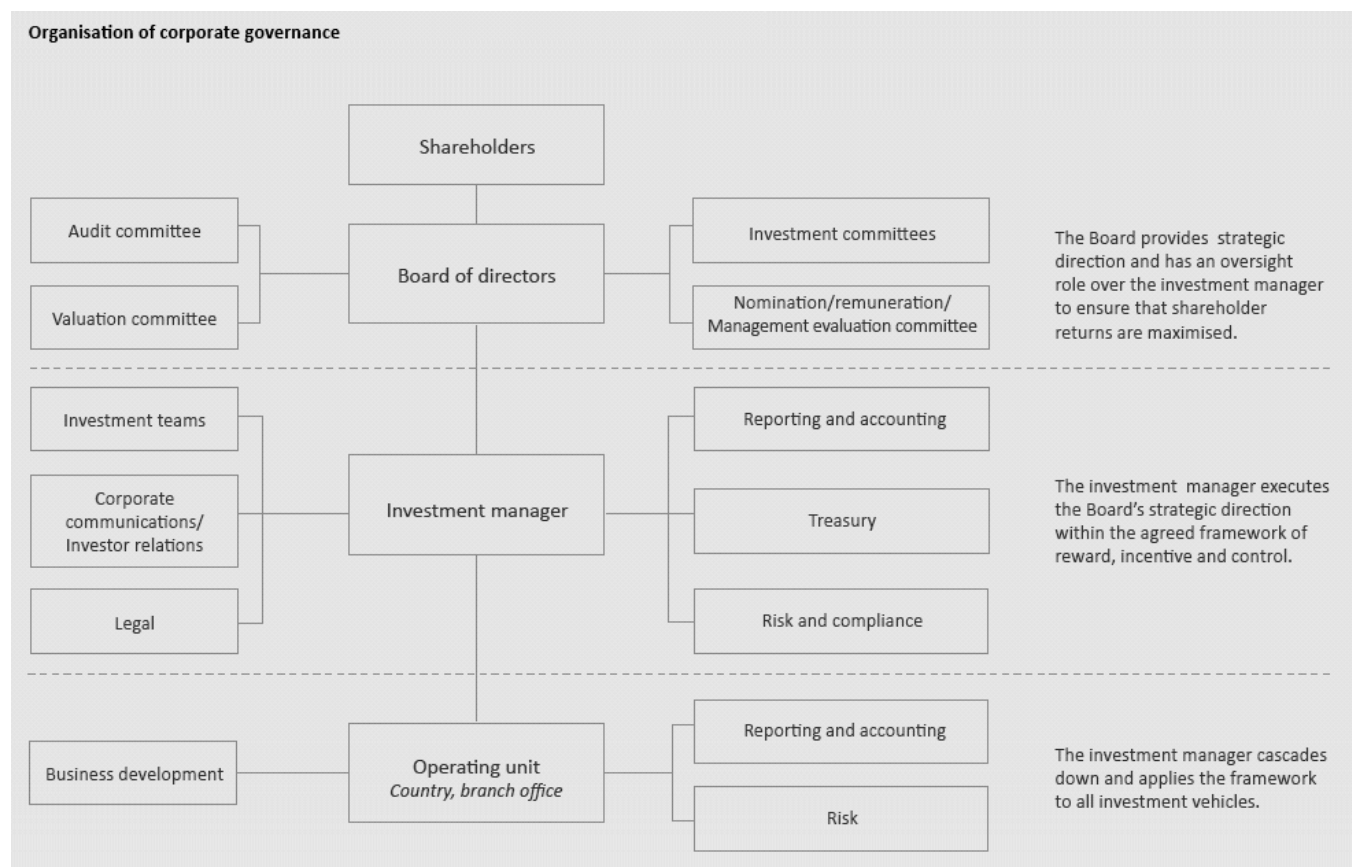 Organisation of corporate governance
Shareholders
Audit committee
Valuation committee
Board of directors
Investment committees
Nomination/remuneration/
Management evaluation committee
The Board provides strategic
direction and has an oversight
role over the investment manager
to ensure that shareholder
returns are maximised.
Investment teams
Corporate
communications/
Investor relations
Legal
Investment manager
Reporting and accounting
Treasury
Risk and compliance
The investment manager executes
the Board’s strategic direction
within the agreed framework of
reward, incentive and control.
Business development
Operating unit
Country, branch office
Reporting and accounting
Risk
The investment manager cascades
down and applies the framework
to all investment vehicles.